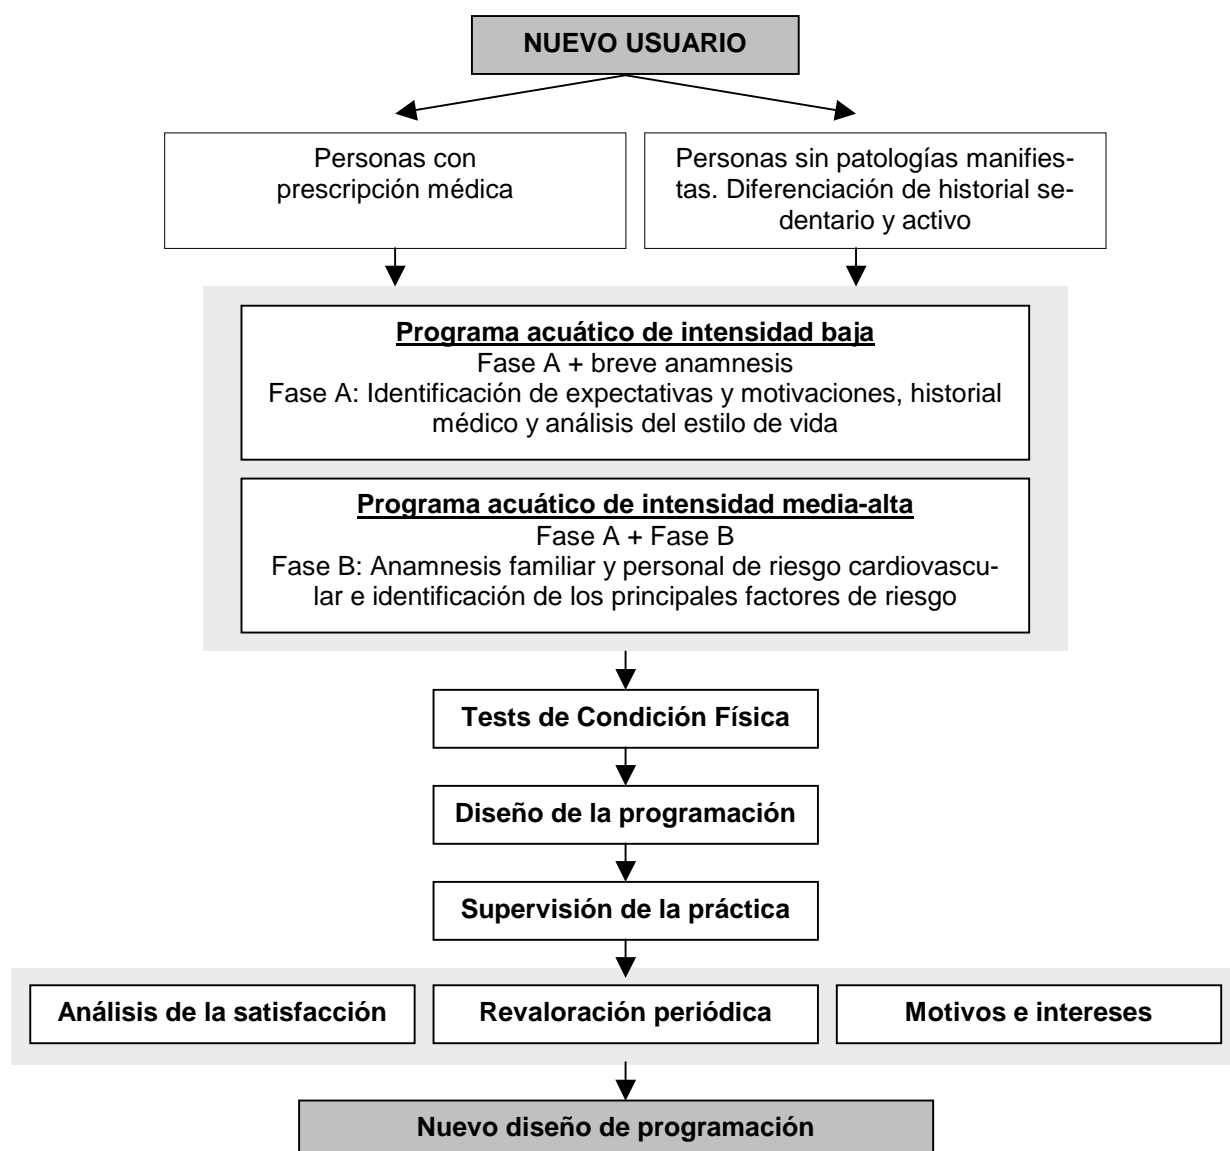 NUEVO USUARIO
Personas con
prescripción médica
Personas sin patologías manifies-
tas. Diferenciación de historial se-
dentario y activo
Programa acuático de intensidad baja
Fase A + breve anamnesis
Fase A: Identificación de expectativas y motivaciones, historial
médico y análisis del estilo de vida
Programa acuático de intensidad media-alta
Fase A + Fase B
Fase B: Anamnesis familiar y personal de riesgo cardiovascu-
lar e identificación de los principales factores de riesgo
Tests de Condición Física
Diseño de la programación
Supervisión de la práctica
Análisis de la satisfacción
Revaloración periódica
Motivos e intereses
Nuevo diseño de programación